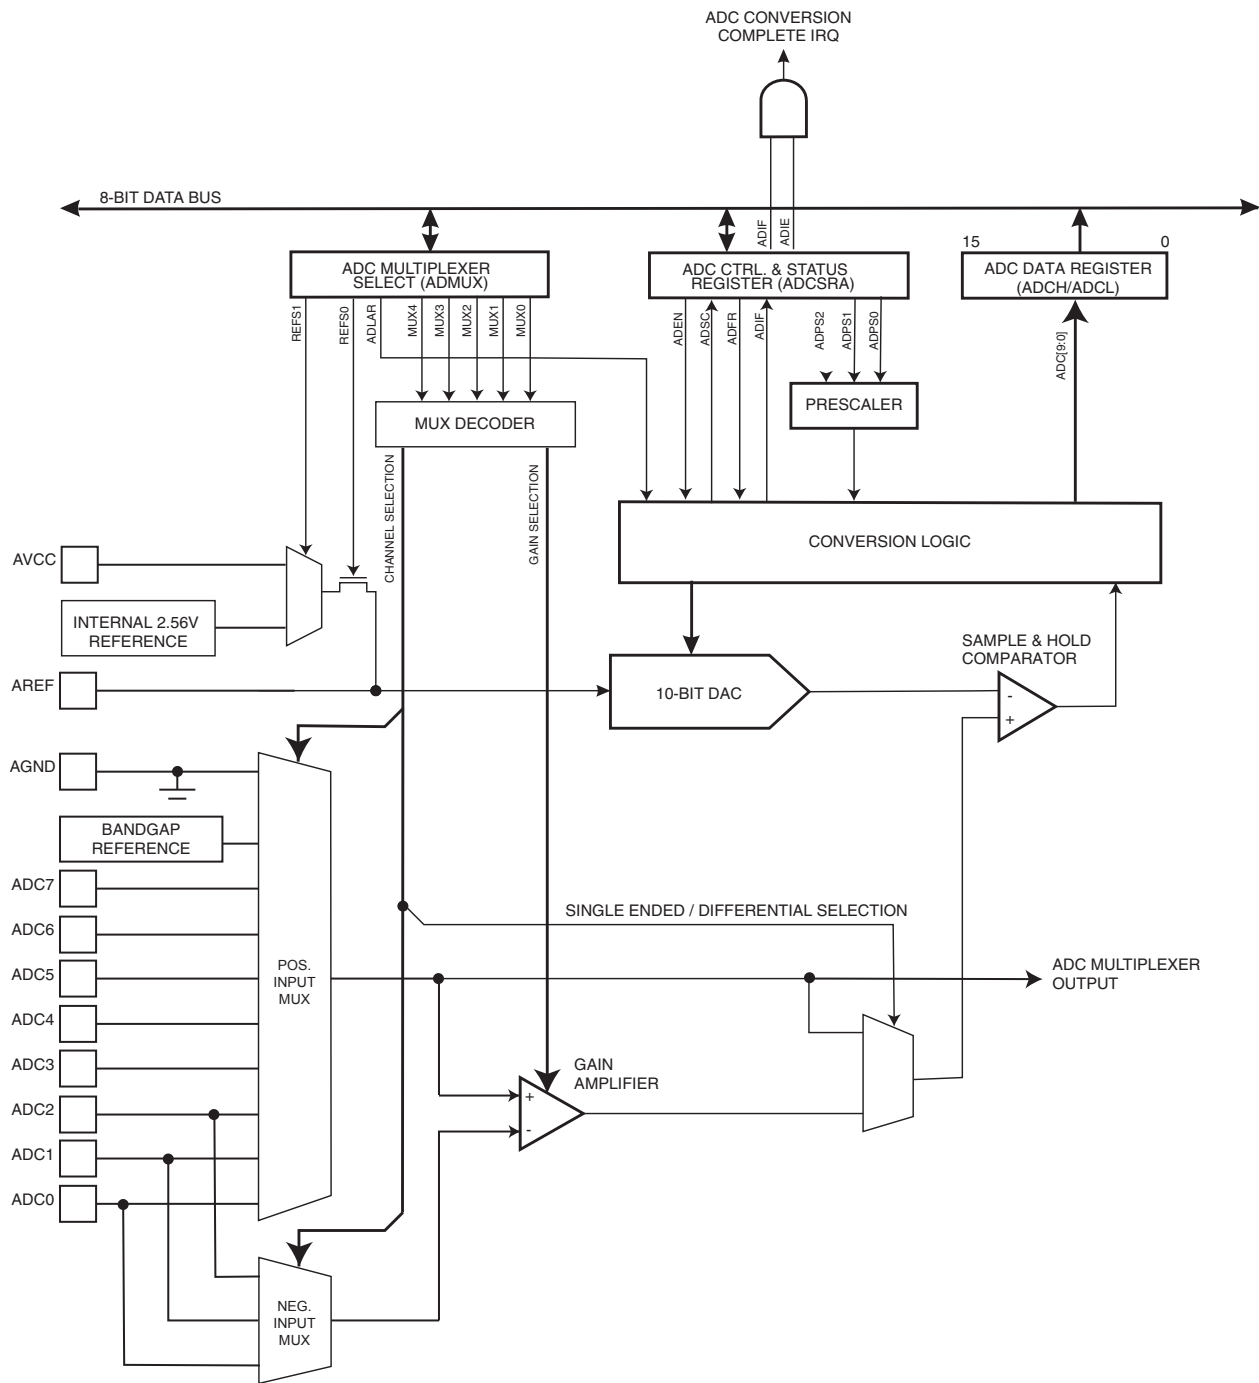 ADC CONVERSION
COMPLETE IRQ
8-BIT DATA BUS
ADIF
ADIE
15
0
ADC MULTIPLEXER
SELECT (ADMUX)
ADC CTRL. & STATUS
REGISTER (ADCSRA)
ADC DATA REGISTER
(ADCH/ADCL)
REFS1
REFS0
ADLAR
MUX4
MUX3
MUX2
MUX1
MUX0
ADEN
ADSC
ADFR
ADIF
ADPS2
ADPS1
ADPS0
ADC[9:0]
PRESCALER
MUX DECODER
CHANNEL SELECTION
GAIN SELECTION
CONVERSION LOGIC
AVCC
INTERNAL 2.56V
REFERENCE
SAMPLE & HOLD
COMPARATOR
AREF
10-BIT DAC
-
+
AGND
BANDGAP
REFERENCE
ADC7
SINGLE ENDED / DIFFERENTIAL SELECTION
ADC6
ADC5
POS.
INPUT
MUX
ADC MULTIPLEXER
OUTPUT
ADC4
ADC3
GAIN
AMPLIFIER
+
-
ADC2
ADC1
ADC0
NEG.
INPUT
MUX